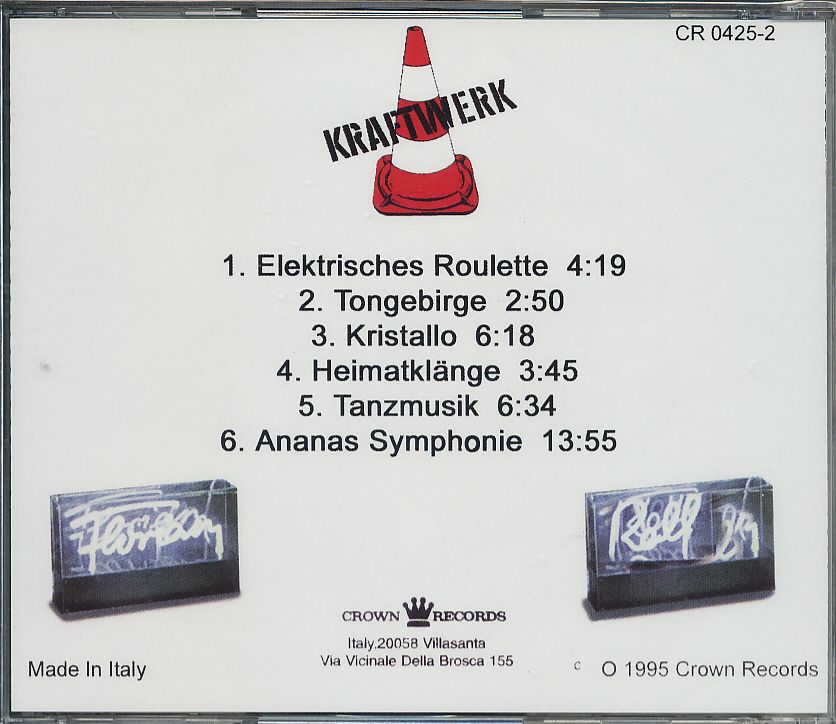 CR 0425-2
KRAFTWERK
1. Elektrisches Roulette 4:19
2. Tongebirge 2:50
3. Kristallo 6:18
4. Heimatklänge 3:45
5. Tanzmusik 6:34
6. Ananas Symphonie 13:55
Florian
Ralf
CROWN RECORDS
Italy,20058 Villasanta
Via Vicinale Della Brosca 155
Made In Italy
c O 1995 Crown Records